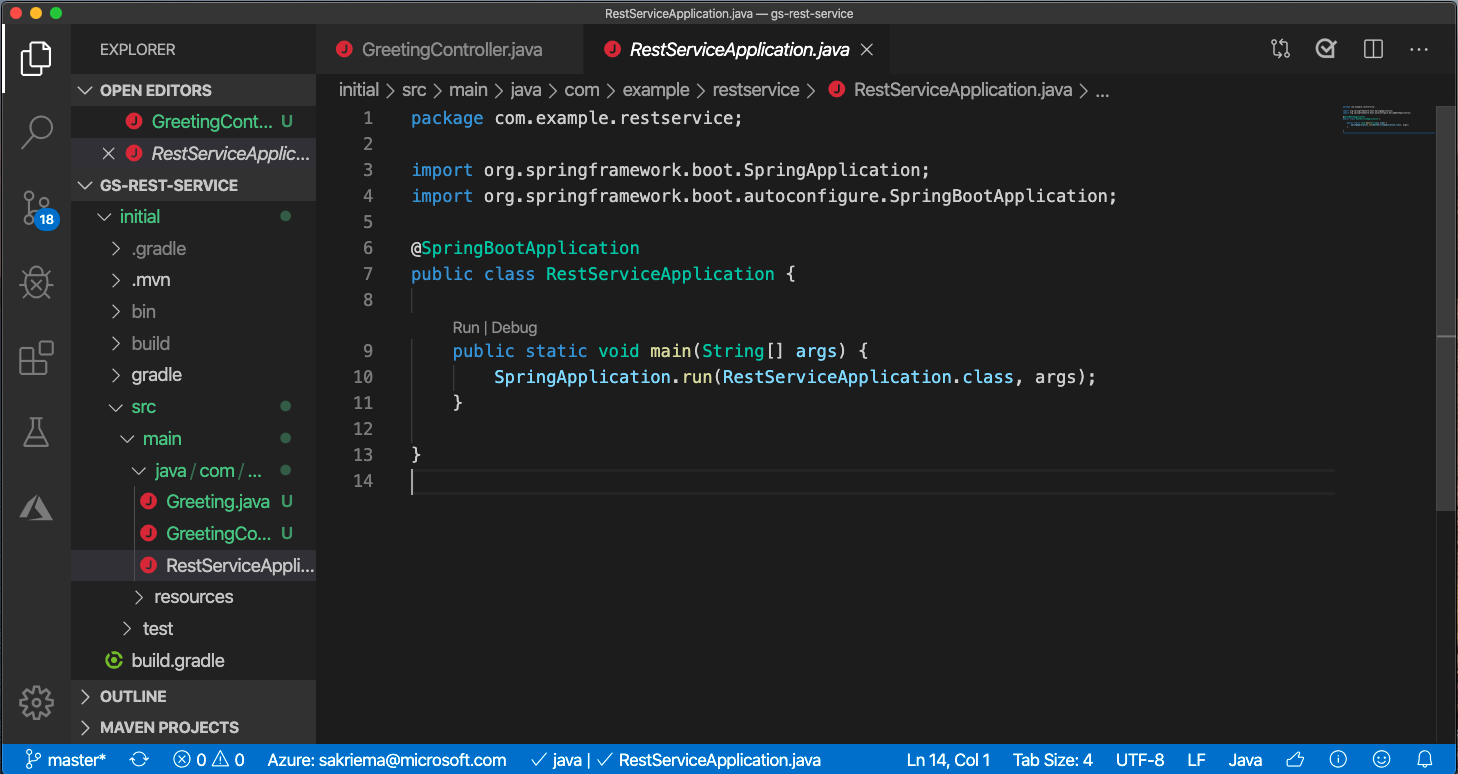 RestServiceApplication.java — gs-rest-service
EXPLORER
OPEN EDITORS
GreetingCont... U
RestServiceApplic...
GS-REST-SERVICE
initial
.gradle
.mvn
bin
build
gradle
src
main
java / com / ...
Greeting.java U
GreetingCo... U
RestServiceAppli...
resources
test
build.gradle
OUTLINE
MAVEN PROJECTS
18
GreetingController.java
RestServiceApplication.java
initial > src > main > java > com > example > restservice > RestServiceApplication.java > ...
1 package com.example.restservice;
2
3 import org.springframework.boot.SpringApplication;
4 import org.springframework.boot.autoconfigure.SpringBootApplication;
5
6 @SpringBootApplication
7 public class RestServiceApplication {
8
Run | Debug
9 public static void main(String[] args) {
10 SpringApplication.run(RestServiceApplication.class, args);
11 }
12
13 }
14
master* 0 0 Azure: sakriema@microsoft.com ✓ java | ✓ RestServiceApplication.java Ln 14, Col 1 Tab Size: 4 UTF-8 LF Java